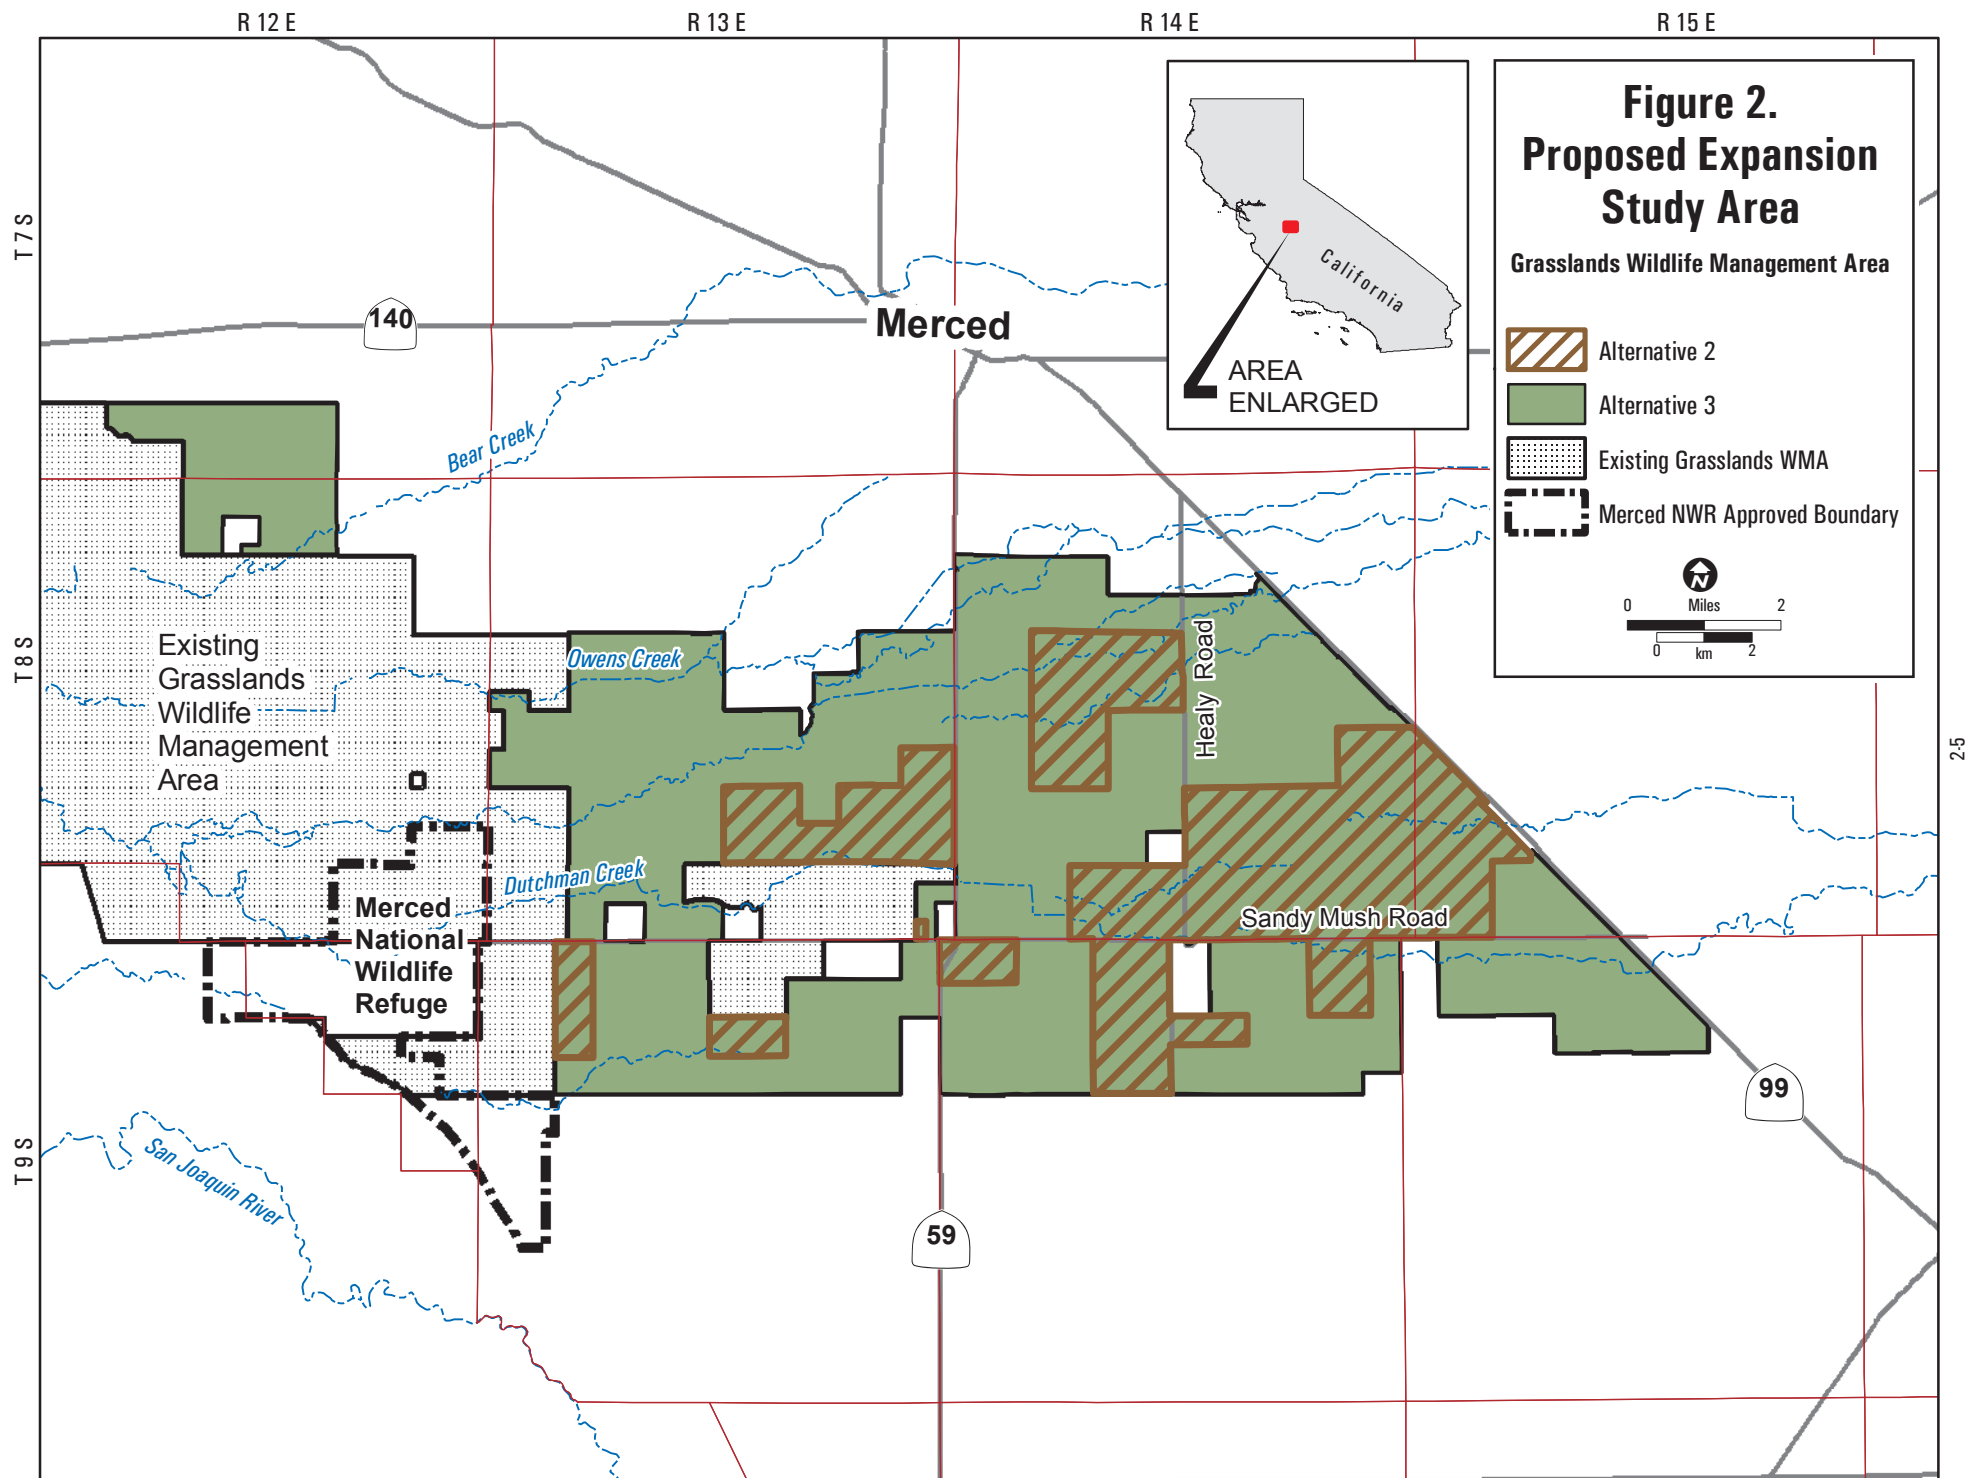 R 12 E
R 13 E
R 14 E
R 15 E
T 7 S
T 8 S
T 9 S
2-5
Figure 2.
Proposed Expansion
Study Area
Grasslands Wildlife Management Area
Alternative 2
Alternative 3
Existing Grasslands WMA
Merced NWR Approved Boundary
N
0 Miles 2
0 km 2
California
AREA
ENLARGED
140
Merced
Bear Creek
Existing
Grasslands
Wildlife
Management
Area
Owens Creek
Healy Road
Dutchman Creek
Merced
National
Wildlife
Refuge
Sandy Mush Road
99
San Joaquin River
59